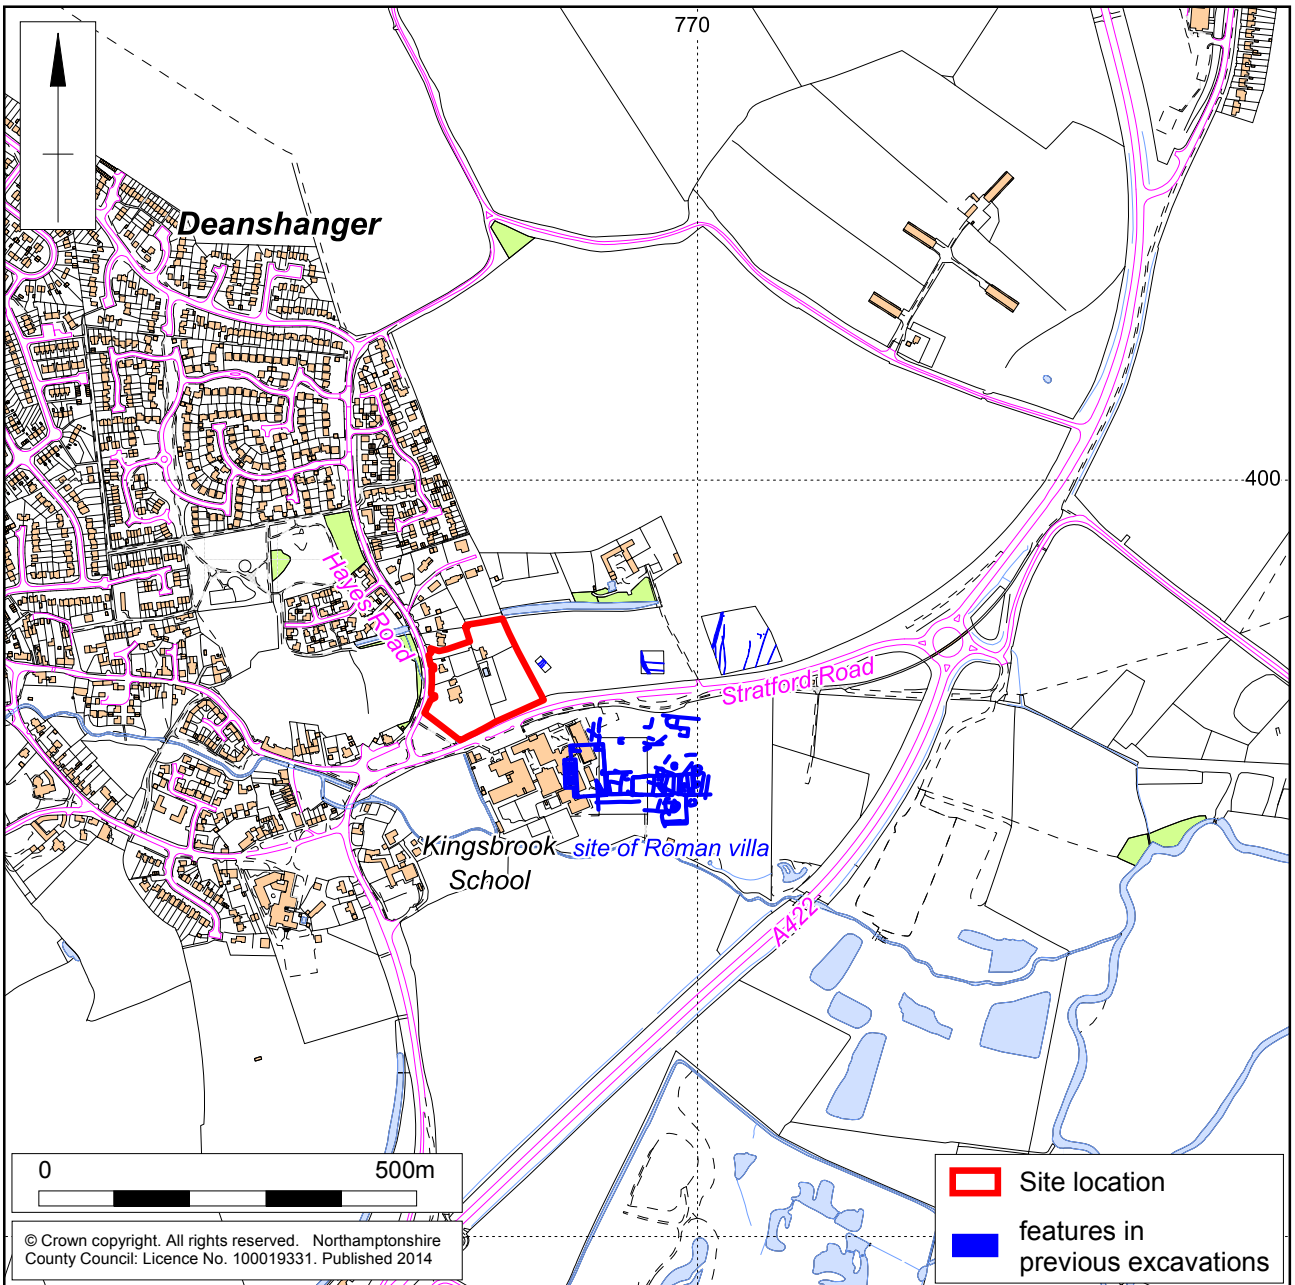 770
Deanshanger
400
Hayes Road
Stratford Road
Kingsbrook
School
site of Roman villa
A422
0 500m
© Crown copyright. All rights reserved. Northamptonshire
County Council: Licence No. 100019331. Published 2014
Site location
features in
previous excavations